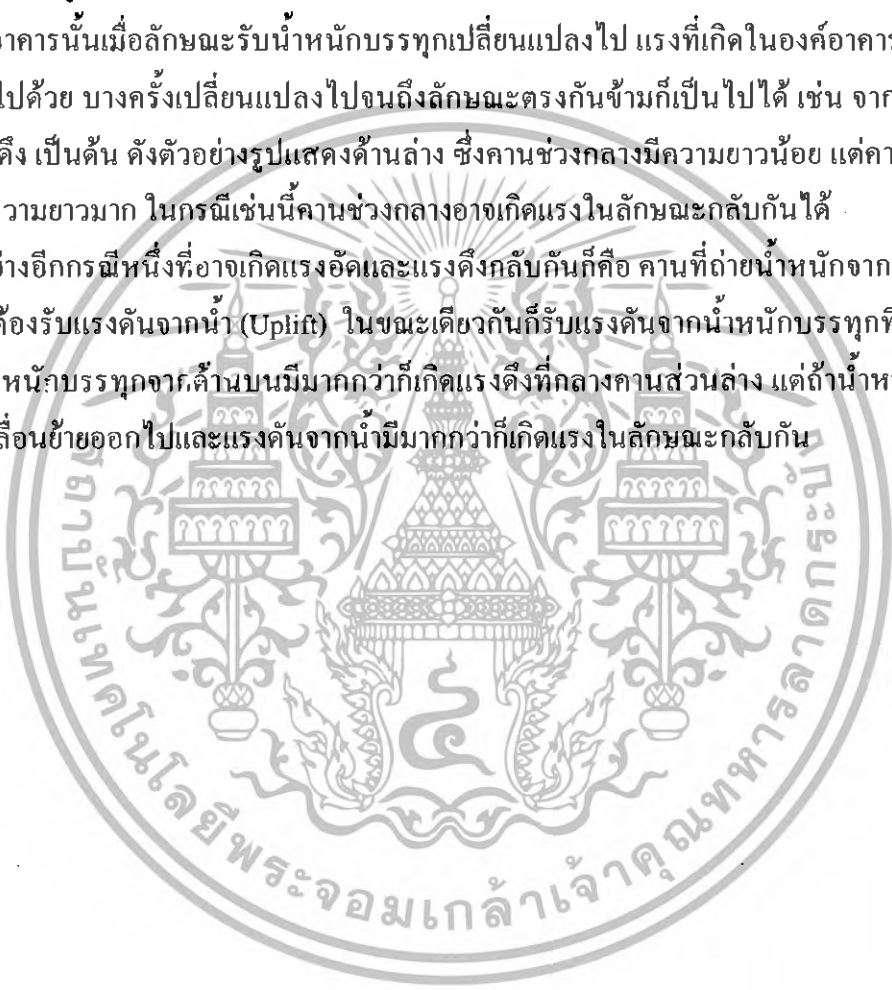 าคารนั้นเมื่อลักษณะรับน้ำหนักบรรทุกเปลี่ยนแปลงไป แรงที่เกิดในองค์อาคาร
ไปด้วย บางครั้งเปลี่ยนแปลงไปจนถึงลักษณะตรงกันข้ามก็เป็นไปได้ เช่น จาก
ดึง เป็นต้น ดังตัวอย่างรูปแสดงด้านล่าง ซึ่งคานช่วงกลางมีความยาวน้อย แต่คา
วามยาวมาก ในกรณีเช่นนี้คานช่วงกลางอาจเกิดแรงในลักษณะกลับกันได้
่างอีกกรณีหนึ่งที่อาจเกิดแรงอัดและแรงดึงกลับกันก็คือ คานที่ถ่ายน้ำหนักจาก
ต้องรับแรงดันจากน้ำ (Uplift) ในขณะเดียวกันก็รับแรงดันจากน้ำหนักบรรทุกที
หนักบรรทุกจากด้านบนมีมากกว่าก็เกิดแรงดึงที่กลางคานส่วนล่าง แต่ถ้าน้ำห
ลื่อนย้ายออกไปและแรงดันจากน้ำมีมากกว่าก็เกิดแรงในลักษณะกลับกัน
สถาบันเทคโนโลยีพระจอมเกล้าเจ้าคุณทหารลาดกระบัง
๔